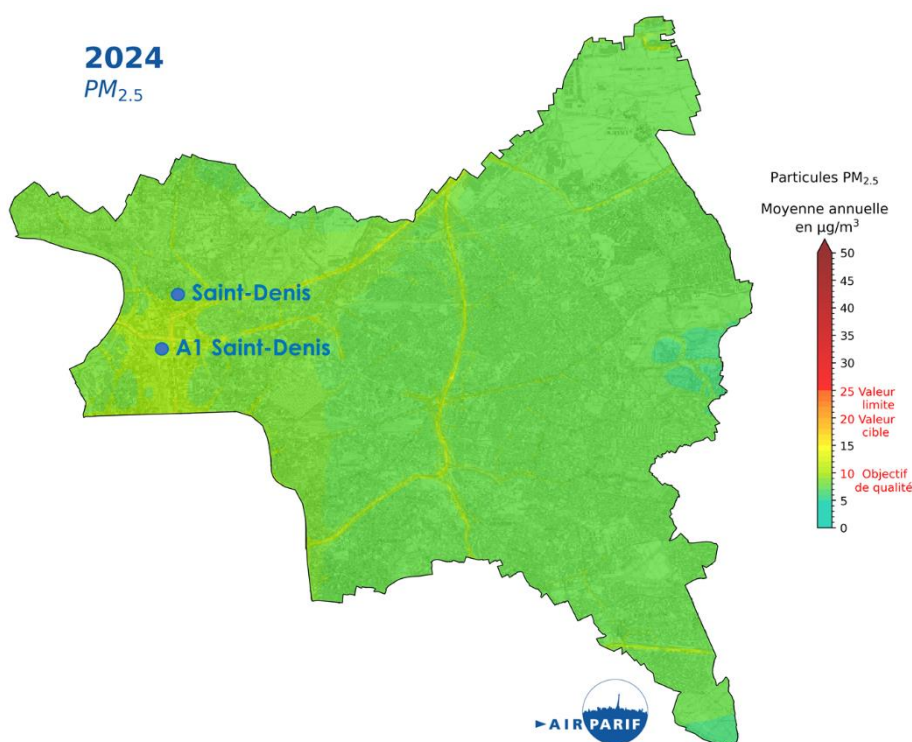 2024
PM2.5
Saint-Denis
A1 Saint-Denis
Particules PM2.5
Moyenne annuelle
en µg/m³
50
45
40
35
30
25 Valeur
limite
20 Valeur
cible
15
10 Objectif
de qualité
5
0
AIRPARIF